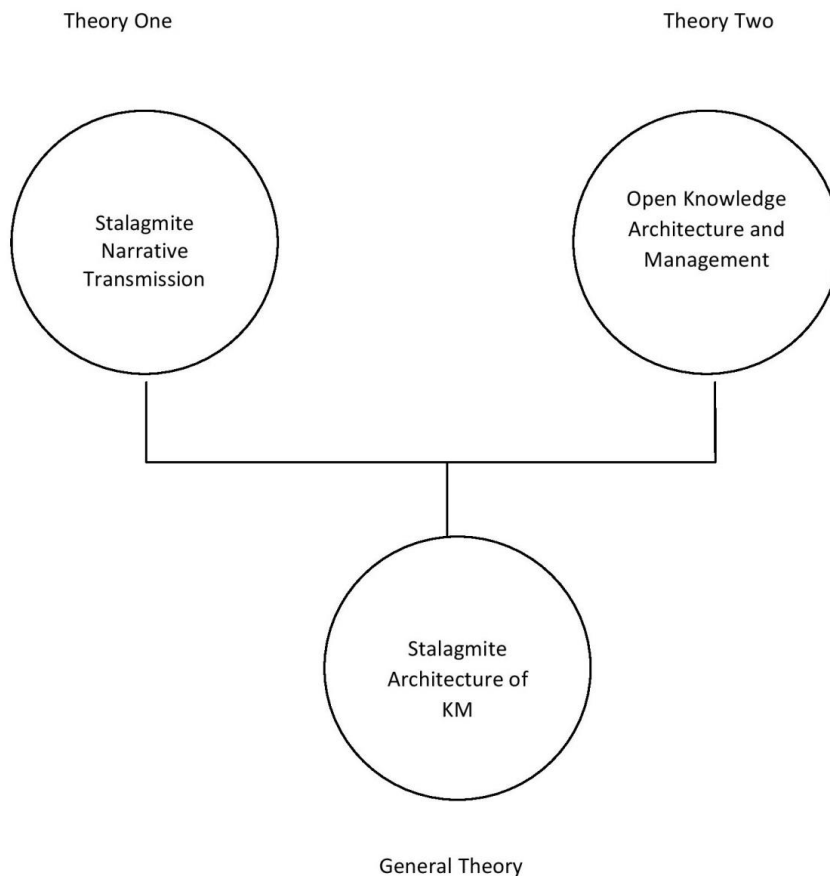 Theory One
Theory Two
Stalagmite
Narrative
Transmission
Open Knowledge
Architecture and
Management
Stalagmite
Architecture of
KM
General Theory